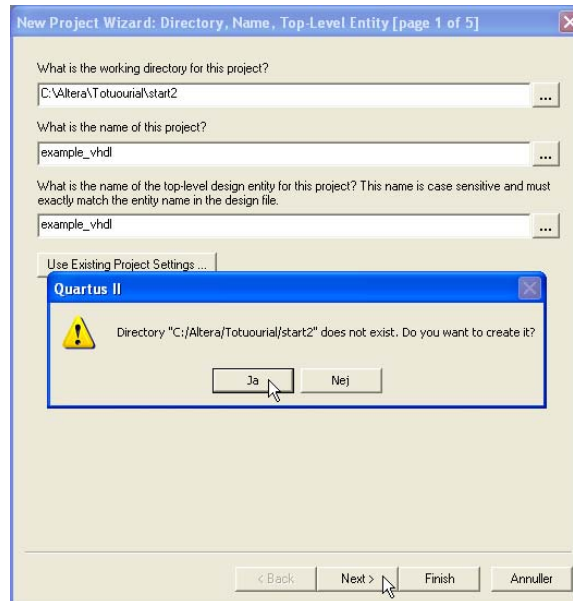 New Project Wizard: Directory, Name, Top-Level Entity [page 1 of 5]
What is the working directory for this project?
C:\Altera\Totuourial\start2
...
What is the name of this project?
example_vhdl
...
What is the name of the top-level design entity for this project? This name is case sensitive and must
exactly match the entity name in the design file.
example_vhdl
...
Use Existing Project Settings ...
Quartus II
Directory "C:/Altera/Totuourial/start2" does not exist. Do you want to create it?
Ja
Nej
< Back
Next >
Finish
Annuller